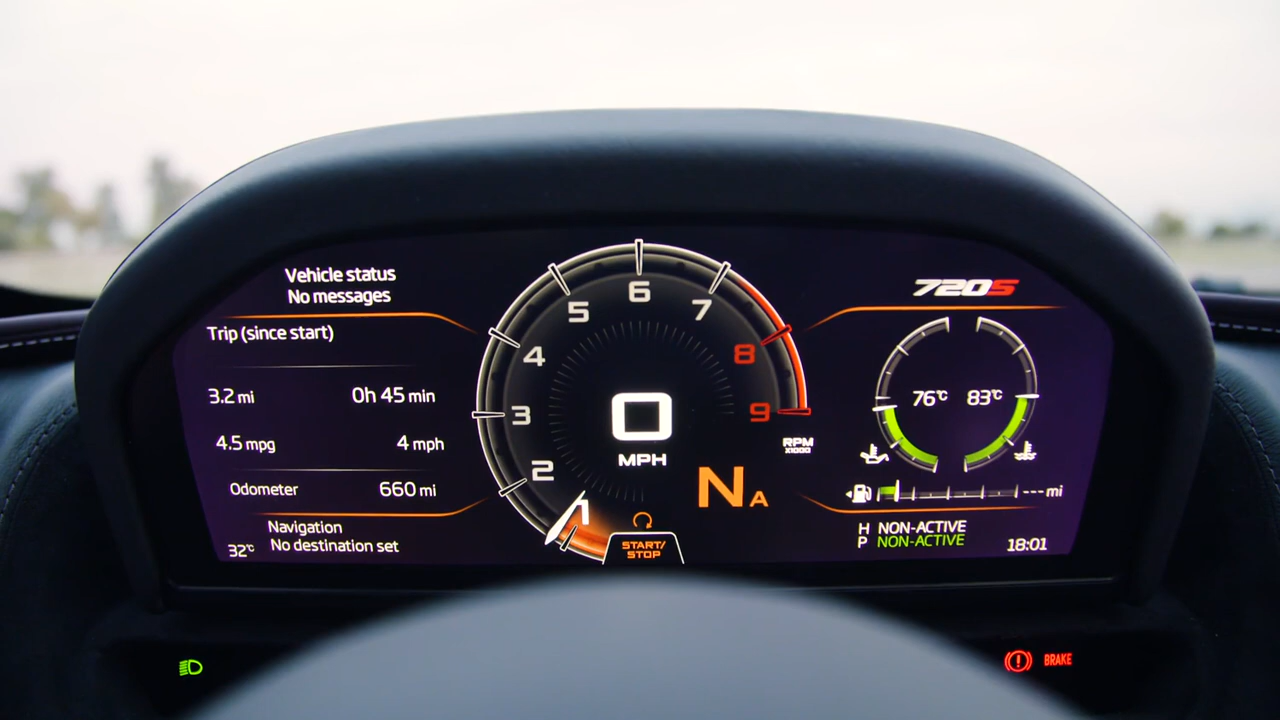 Vehicle status
No messages
Trip (since start)
3.2 mi 0h 45 min
4.5 mpg 4 mph
Odometer 660 mi
Navigation
No destination set
32°C
1
2
3
4
5
6
7
8
9
0
MPH
RPM
X1000
N A
START/
STOP
720S
76°C 83°C
--- mi
H NON-ACTIVE
P NON-ACTIVE
18:01
BRAKE